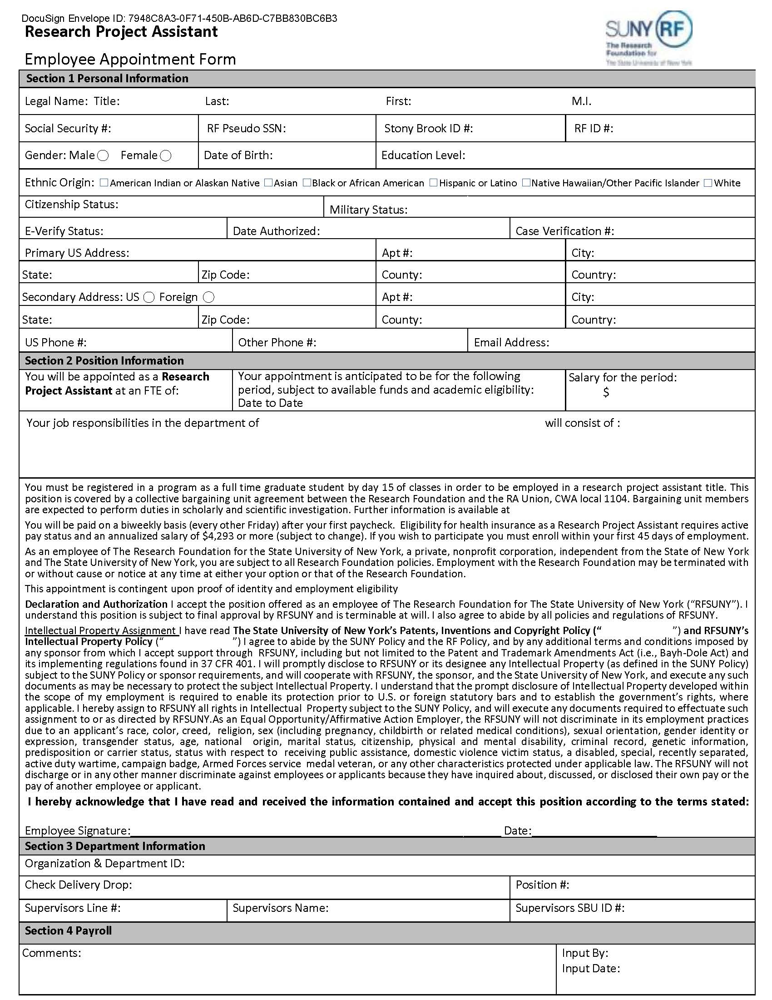 DocuSign Envelope ID: 7948C8A3-0F71-450B-AB6D-C7BB830BC6B3
Research Project Assistant
SUNY RF
The Research
Foundation for
The State University of New York
Employee Appointment Form
Section 1 Personal Information
Legal Name: Title: Last: First: M.I.
Social Security #: RF Pseudo SSN: Stony Brook ID #: RF ID #:
Gender: Male Female Date of Birth: Education Level:
Ethnic Origin: American Indian or Alaskan Native Asian Black or African American Hispanic or Latino Native Hawaiian/Other Pacific Islander White
Citizenship Status: Military Status:
E-Verify Status: Date Authorized: Case Verification #:
Primary US Address: Apt #: City:
State: Zip Code: County: Country:
Secondary Address: US Foreign Apt #: City:
State: Zip Code: County: Country:
US Phone #: Other Phone #: Email Address:
Section 2 Position Information
You will be appointed as a Research
Project Assistant at an FTE of:
Your appointment is anticipated to be for the following
period, subject to available funds and academic eligibility:
Date to Date
Salary for the period:
$
Your job responsibilities in the department of will consist of :
You must be registered in a program as a full time graduate student by day 15 of classes in order to be employed in a research project assistant title. This
position is covered by a collective bargaining unit agreement between the Research Foundation and the RA Union, CWA local 1104. Bargaining unit members
are expected to perform duties in scholarly and scientific investigation. Further information is available at
You will be paid on a biweekly basis (every other Friday) after your first paycheck. Eligibility for health insurance as a Research Project Assistant requires active
pay status and an annualized salary of $4,293 or more (subject to change). If you wish to participate you must enroll within your first 45 days of employment.
As an employee of The Research Foundation for the State University of New York, a private, nonprofit corporation, independent from the State of New York
and The State University of New York, you are subject to all Research Foundation policies. Employment with the Research Foundation may be terminated with
or without cause or notice at any time at either your option or that of the Research Foundation.
This appointment is contingent upon proof of identity and employment eligibility
Declaration and Authorization I accept the position offered as an employee of The Research Foundation for The State University of New York (“RFSUNY”). I
understand this position is subject to final approval by RFSUNY and is terminable at will. I also agree to abide by all policies and regulations of RFSUNY.
Intellectual Property Assignment I have read The State University of New York’s Patents, Inventions and Copyright Policy (“ ”) and RFSUNY’s
Intellectual Property Policy (“ ”) I agree to abide by the SUNY Policy and the RF Policy, and by any additional terms and conditions imposed by
any sponsor from which I accept support through RFSUNY, including but not limited to the Patent and Trademark Amendments Act (i.e., Bayh-Dole Act) and
its implementing regulations found in 37 CFR 401. I will promptly disclose to RFSUNY or its designee any Intellectual Property (as defined in the SUNY Policy)
subject to the SUNY Policy or sponsor requirements, and will cooperate with RFSUNY, the sponsor, and the State University of New York, and execute any such
documents as may be necessary to protect the subject Intellectual Property. I understand that the prompt disclosure of Intellectual Property developed within
the scope of my employment is required to enable its protection prior to U.S. or foreign statutory bars and to establish the government’s rights, where
applicable. I hereby assign to RFSUNY all rights in Intellectual Property subject to the SUNY Policy, and will execute any documents required to effectuate such
assignment to or as directed by RFSUNY.As an Equal Opportunity/Affirmative Action Employer, the RFSUNY will not discriminate in its employment practices
due to an applicant’s race, color, creed, religion, sex (including pregnancy, childbirth or related medical conditions), sexual orientation, gender identity or
expression, transgender status, age, national origin, marital status, citizenship, physical and mental disability, criminal record, genetic information,
predisposition or carrier status, status with respect to receiving public assistance, domestic violence victim status, a disabled, special, recently separated,
active duty wartime, campaign badge, Armed Forces service medal veteran, or any other characteristics protected under applicable law. The RFSUNY will not
discharge or in any other manner discriminate against employees or applicants because they have inquired about, discussed, or disclosed their own pay or the
pay of another employee or applicant.
I hereby acknowledge that I have read and received the information contained and accept this position according to the terms stated:
Employee Signature: Date:
Section 3 Department Information
Organization & Department ID:
Check Delivery Drop: Position #:
Supervisors Line #: Supervisors Name: Supervisors SBU ID #:
Section 4 Payroll
Comments: Input By:
Input Date: